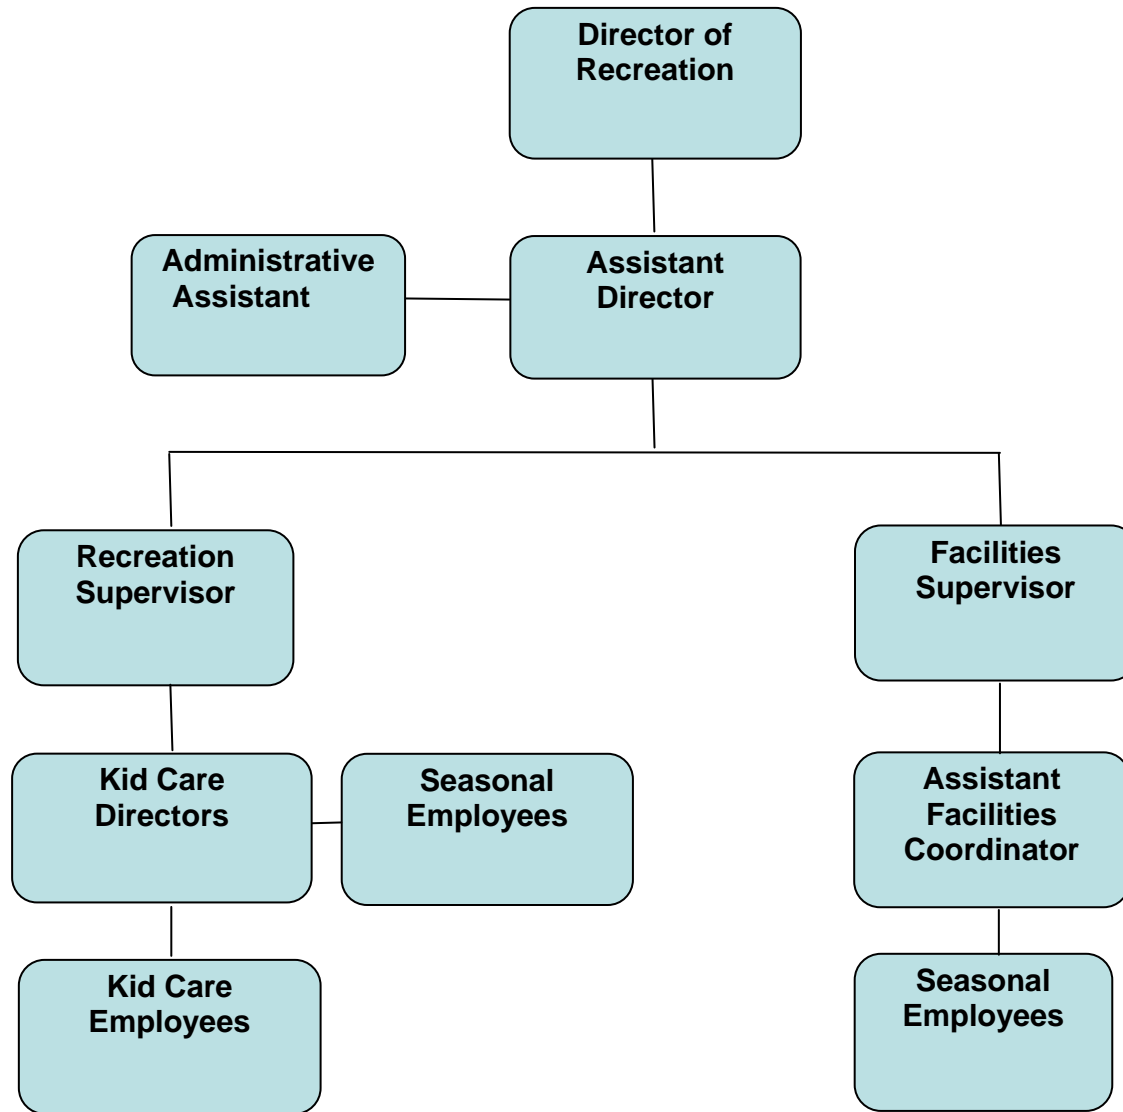 Director of
Recreation
Administrative
Assistant
Assistant
Director
Recreation
Supervisor
Facilities
Supervisor
Kid Care
Directors
Seasonal
Employees
Assistant
Facilities
Coordinator
Kid Care
Employees
Seasonal
Employees